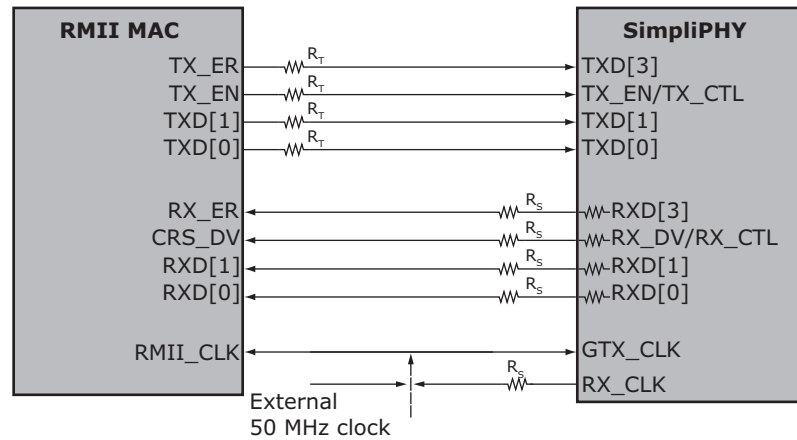 RMII MAC
SimpliPHY
TX_ER R_T TXD[3]
TX_EN R_T TX_EN/TX_CTL
TXD[1] R_T TXD[1]
TXD[0] R_T TXD[0]
RX_ER R_S RXD[3]
CRS_DV R_S RX_DV/RX_CTL
RXD[1] R_S RXD[1]
RXD[0] R_S RXD[0]
RMII_CLK GTX_CLK
R_S RX_CLK
External
50 MHz clock